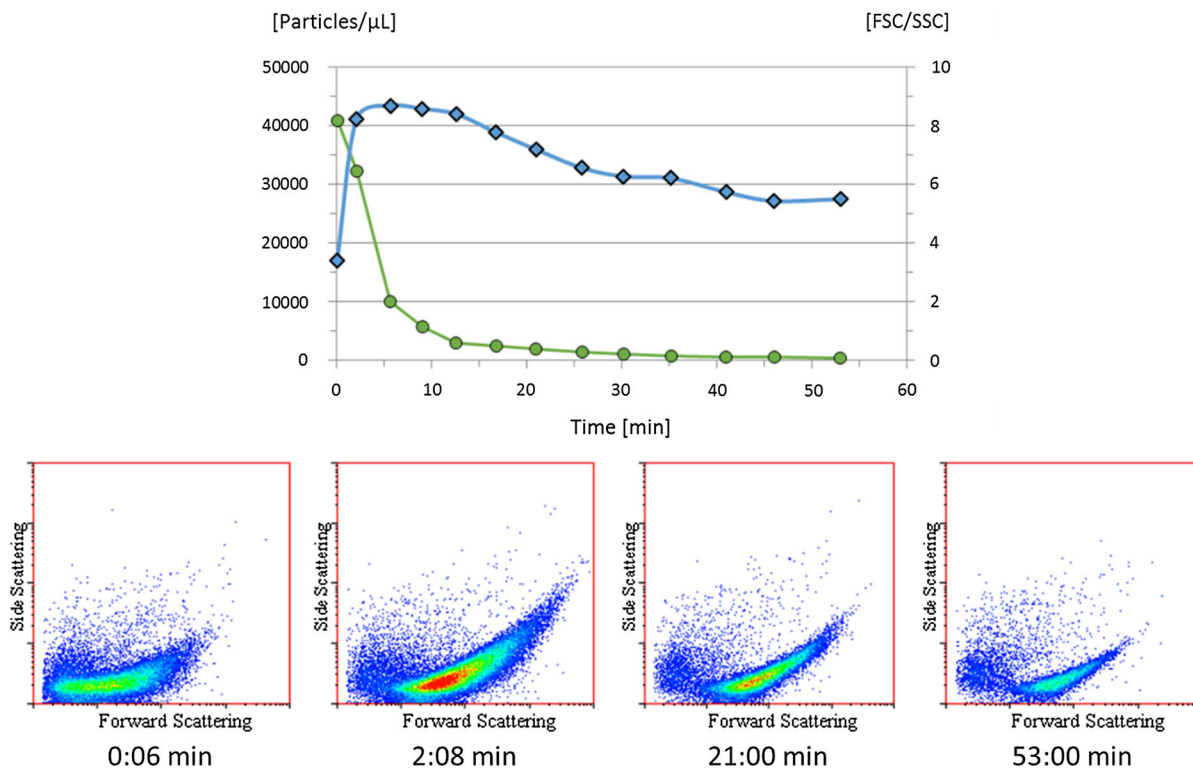 [Particles/µL] [FSC/SSC]
50000 10
40000 8
30000 6
20000 4
10000 2
0 0
0 10 20 30 40 50 60
Time [min]
Side Scattering Side Scattering Side Scattering Side Scattering
Forward Scattering Forward Scattering Forward Scattering Forward Scattering
0:06 min 2:08 min 21:00 min 53:00 min